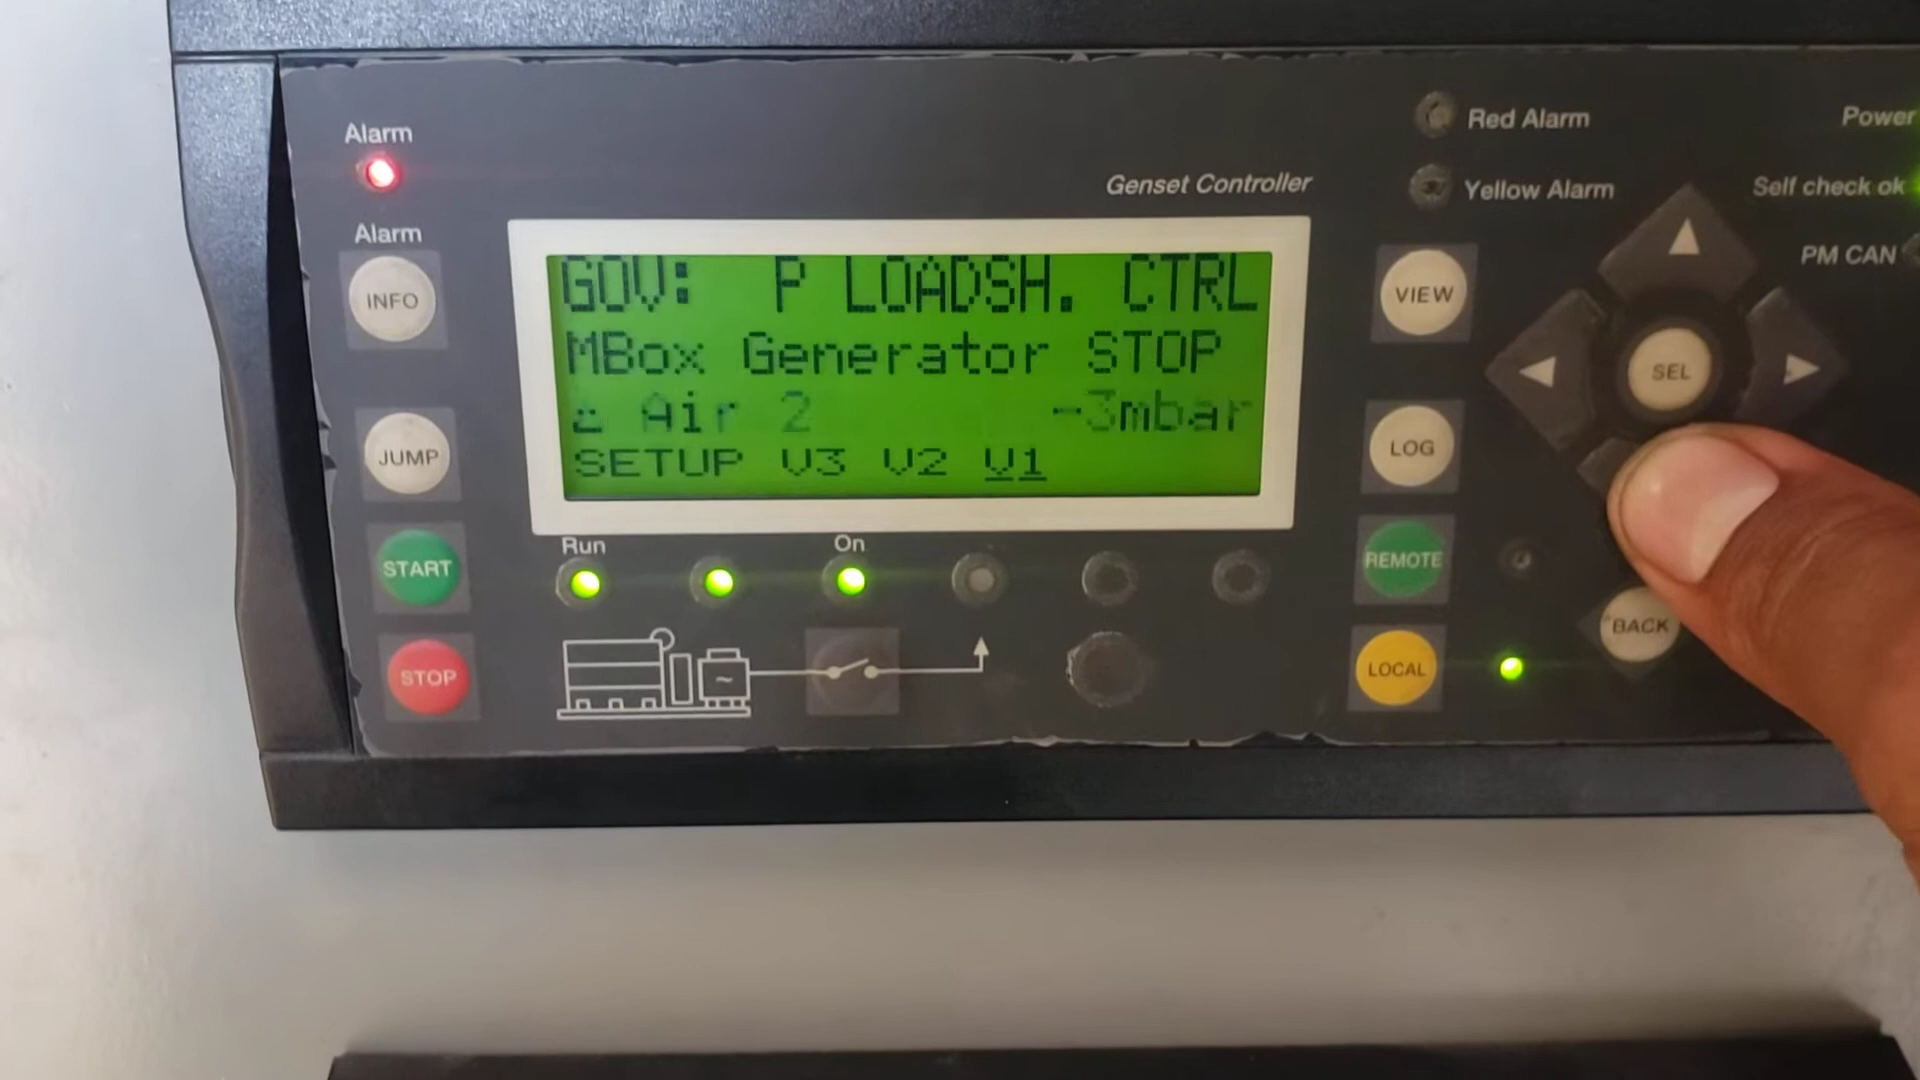 Alarm
Alarm
INFO
JUMP
START
STOP
Genset Controller
GOV: P LOADSH. CTRL
MBox Generator STOP
Air 2 -3mbar
SETUP V3 V2 V1
Run
On
~
Red Alarm
Yellow Alarm
Power
Self check ok
PM CAN
VIEW
SEL
LOG
REMOTE
LOCAL
BACK